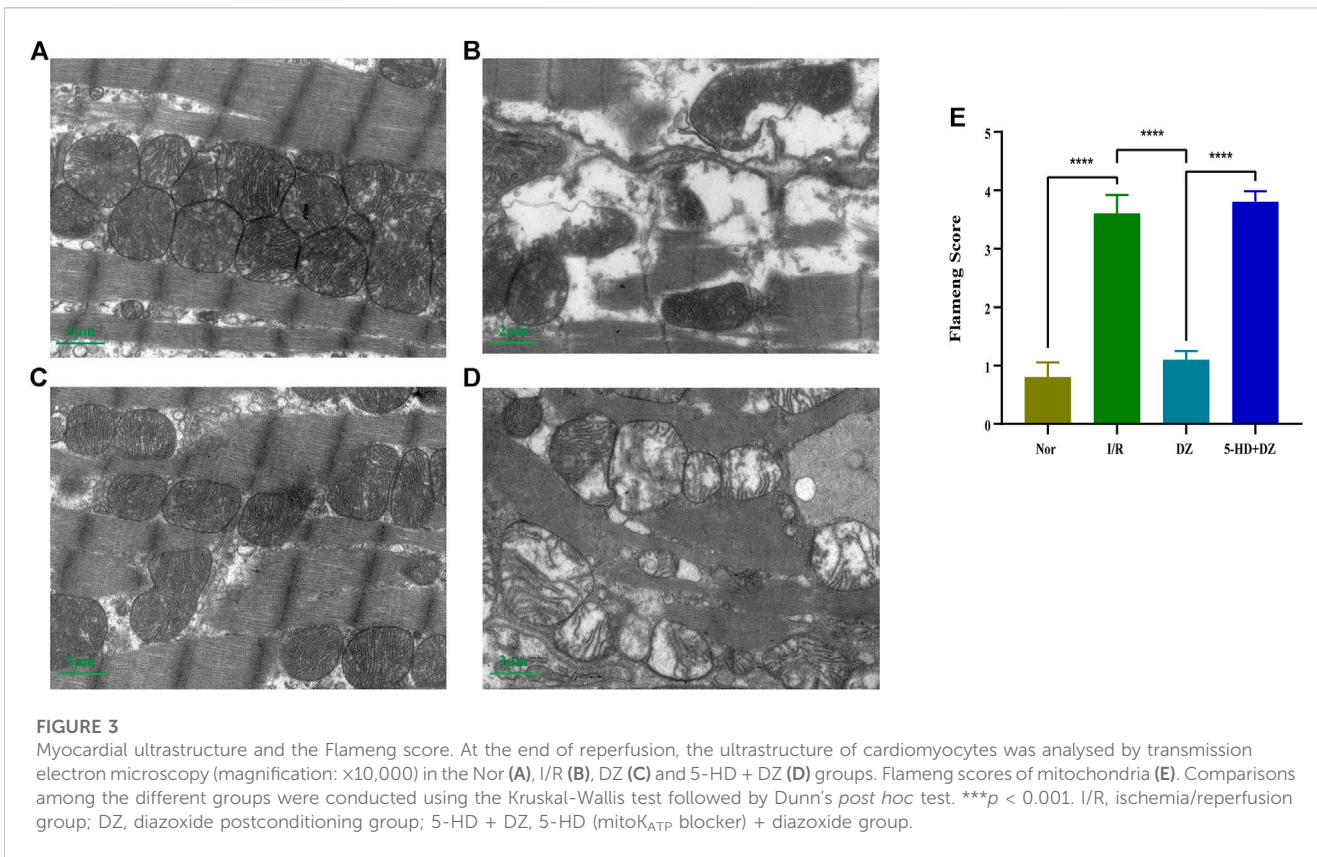 A
B
2µm
2µm
C
D
2µm
2µm
E
5
4
3
2
1
0
Flameng Score
****
****
****
Nor
I/R
DZ
5-HD+DZ
FIGURE 3
Myocardial ultrastructure and the Flameng score. At the end of reperfusion, the ultrastructure of cardiomyocytes was analysed by transmission
electron microscopy (magnification: ×10,000) in the Nor (A), I/R (B), DZ (C) and 5-HD + DZ (D) groups. Flameng scores of mitochondria (E). Comparisons
among the different groups were conducted using the Kruskal-Wallis test followed by Dunn's post hoc test. ***p < 0.001. I/R, ischemia/reperfusion
group; DZ, diazoxide postconditioning group; 5-HD + DZ, 5-HD (mitoKATP blocker) + diazoxide group.